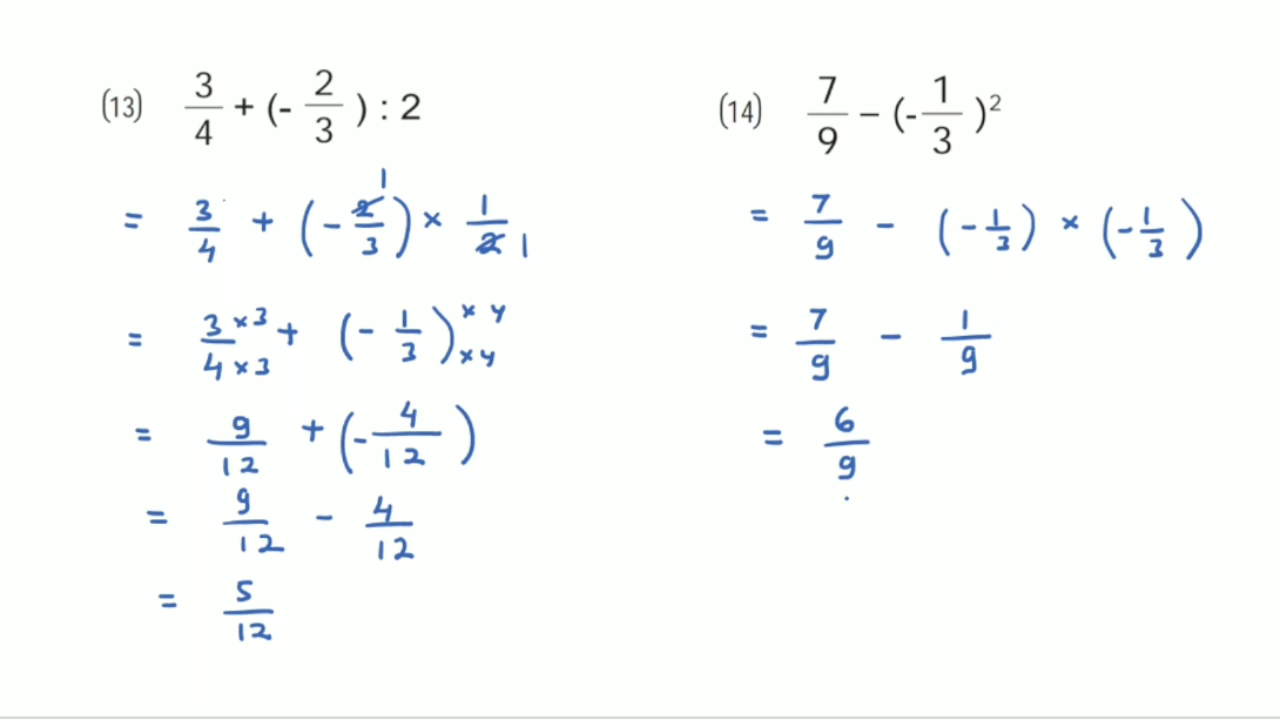 (13) 3/4 + (- 2/3 ) : 2
= 3/4 + (- 2/3) × 1/2 1 1
= 3 × 3 / 4 × 3 + (- 1/3) × 4 × 4
= 9/12 + (- 4/12 )
= 9/12 - 4/12
= 5/12
(14) 7/9 – (- 1/3 )²
= 7/9 - (- 1/3) × (- 1/3)
= 7/9 - 1/9
= 6/9